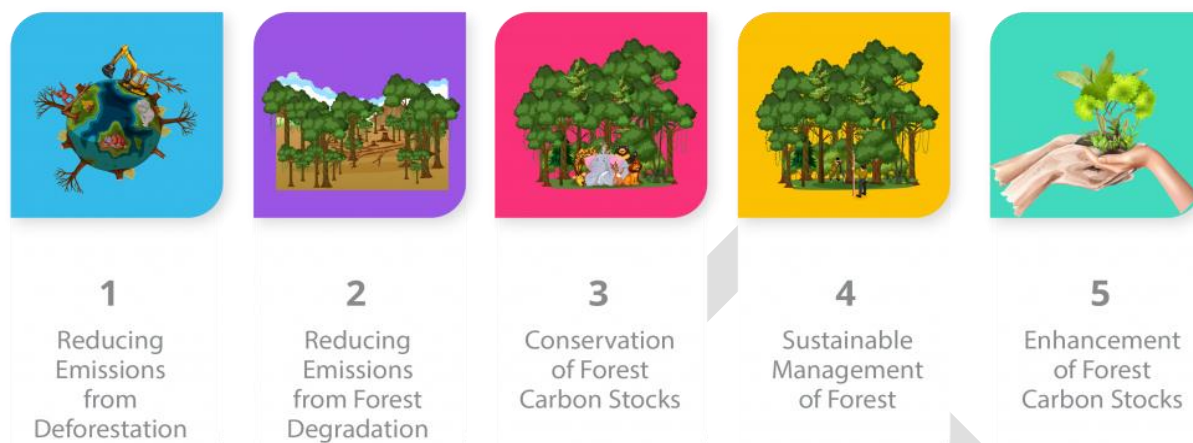 1
Reducing
Emissions
from
Deforestation
2
Reducing
Emissions
from Forest
Degradation
3
Conservation
of Forest
Carbon Stocks
4
Sustainable
Management
of Forest
5
Enhancement
of Forest
Carbon Stocks